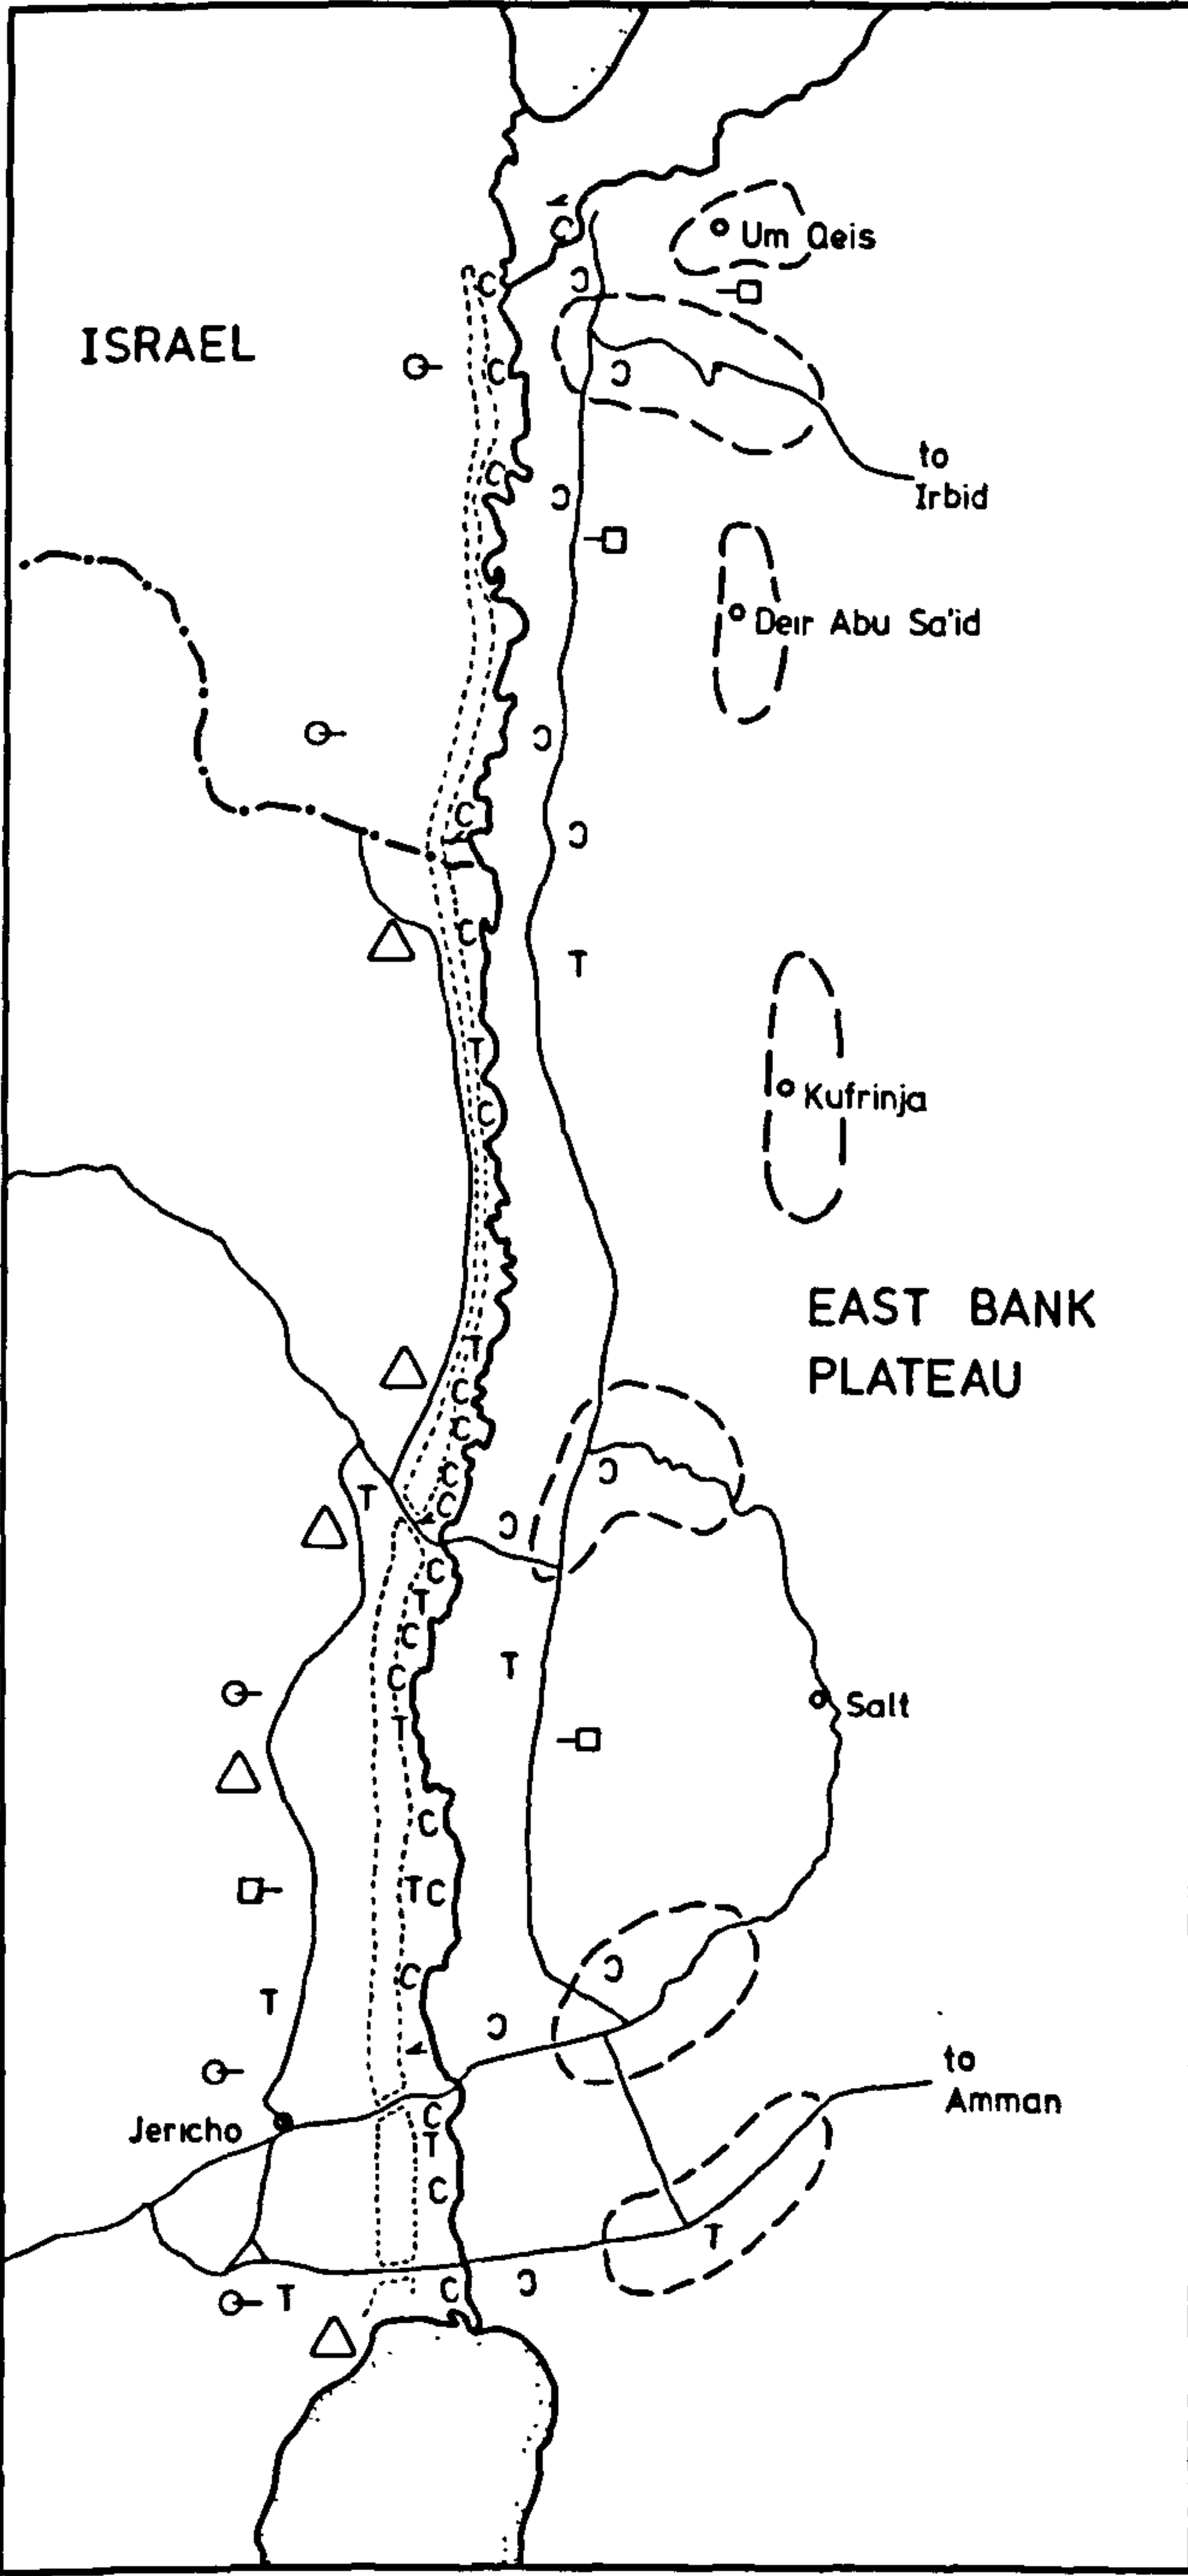 Um Qeis
ISRAEL
to
Irbid
Deir Abu Sa'id
Kufrinja
EAST BANK
PLATEAU
Salt
to
Amman
Jericho